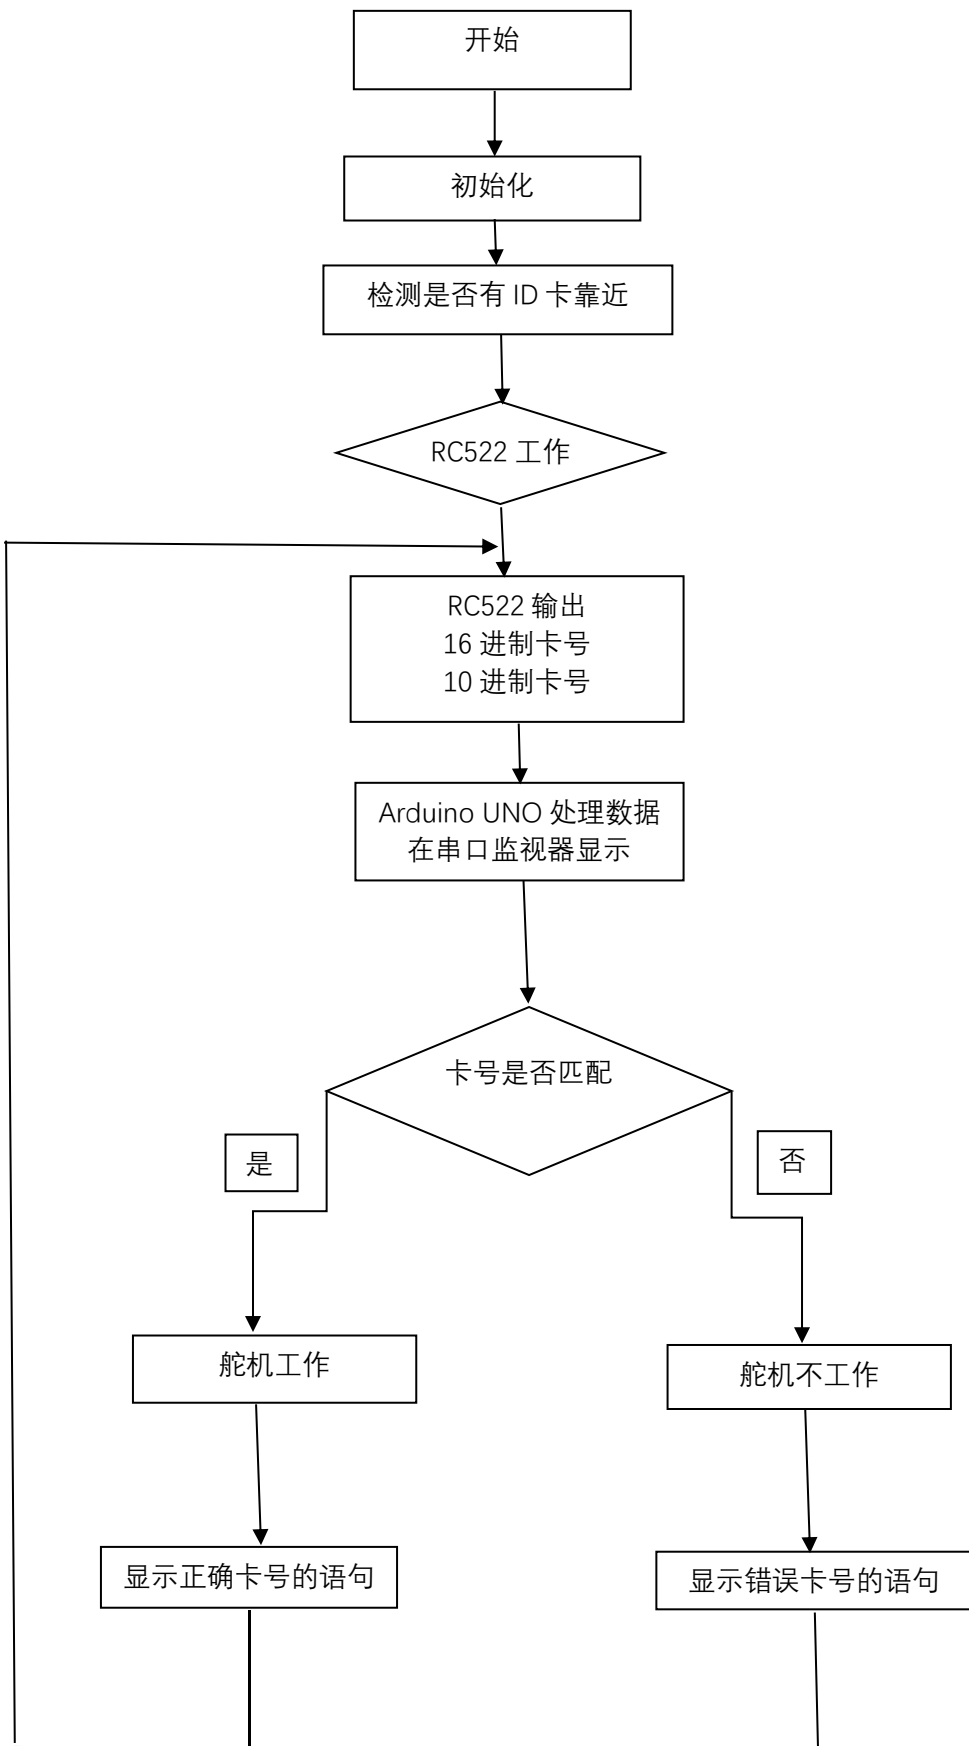 开始
初始化
检测是否有 ID 卡靠近
RC522 工作
RC522 输出
16 进制卡号
10 进制卡号
Arduino UNO 处理数据
在串口监视器显示
卡号是否匹配
是
否
舵机工作
舵机不工作
显示正确卡号的语句
显示错误卡号的语句